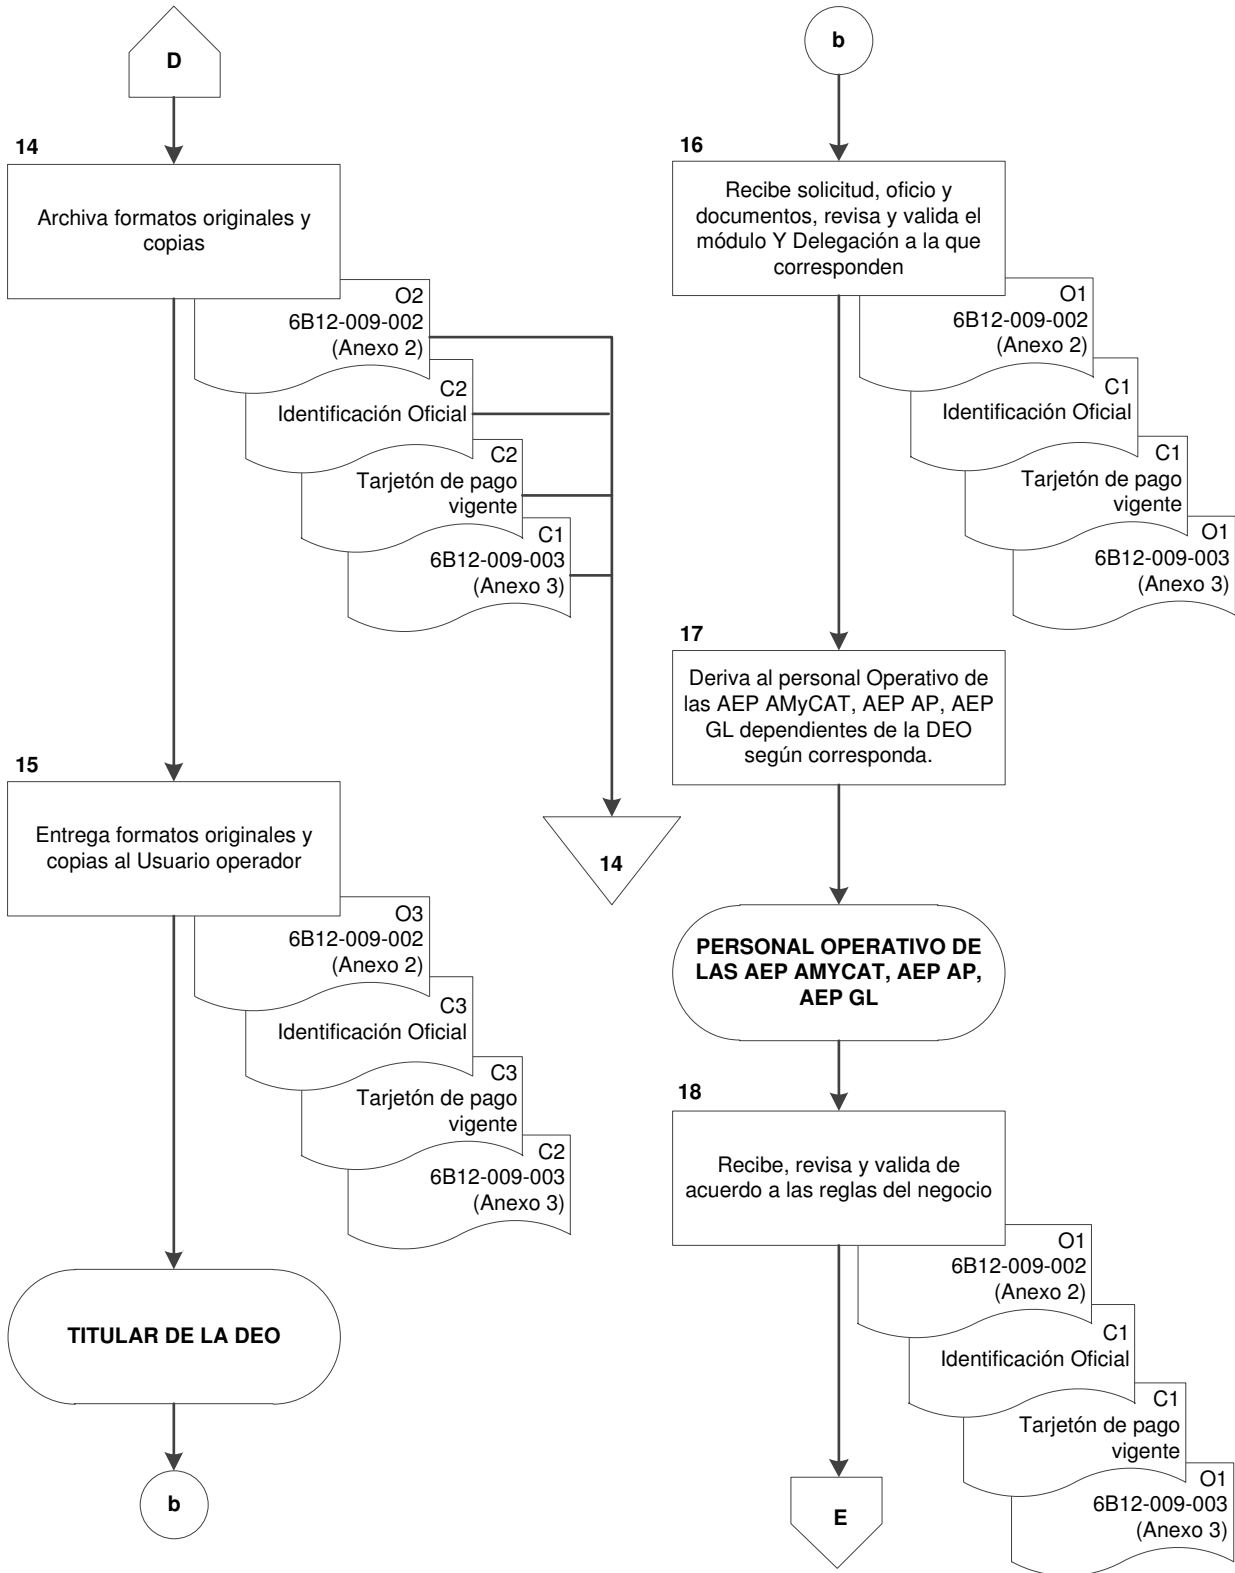 D
14
Archiva formatos originales y
copias
O2
6B12-009-002
(Anexo 2)
C2
Identificación Oficial
C2
Tarjetón de pago
vigente
C1
6B12-009-003
(Anexo 3)
14
15
Entrega formatos originales y
copias al Usuario operador
O3
6B12-009-002
(Anexo 2)
C3
Identificación Oficial
C3
Tarjetón de pago
vigente
C2
6B12-009-003
(Anexo 3)
TITULAR DE LA DEO
b
b
16
Recibe solicitud, oficio y
documentos, revisa y valida el
módulo Y Delegación a la que
corresponden
O1
6B12-009-002
(Anexo 2)
C1
Identificación Oficial
C1
Tarjetón de pago
vigente
O1
6B12-009-003
(Anexo 3)
17
Deriva al personal Operativo de
las AEP AMyCAT, AEP AP, AEP
GL dependientes de la DEO
según corresponda.
PERSONAL OPERATIVO DE
LAS AEP AMYCAT, AEP AP,
AEP GL
18
Recibe, revisa y valida de
acuerdo a las reglas del negocio
O1
6B12-009-002
(Anexo 2)
C1
Identificación Oficial
C1
Tarjetón de pago
vigente
O1
6B12-009-003
(Anexo 3)
E